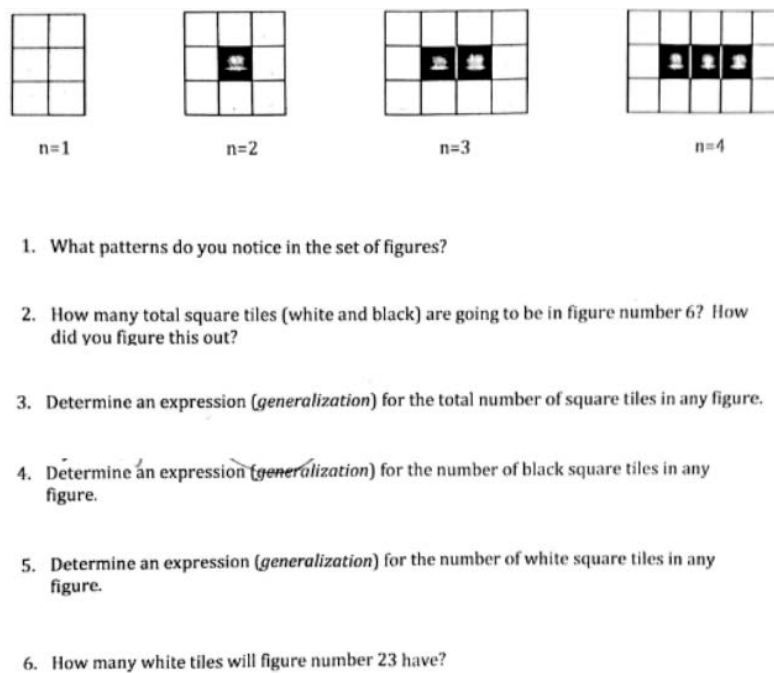 n=1 n=2 n=3 n=4
1. What patterns do you notice in the set of figures?
2. How many total square tiles (white and black) are going to be in figure number 6? How
did you figure this out?
3. Determine an expression (generalization) for the total number of square tiles in any figure.
4. Determine an expression (generalization) for the number of black square tiles in any
figure.
5. Determine an expression (generalization) for the number of white square tiles in any
figure.
6. How many white tiles will figure number 23 have?